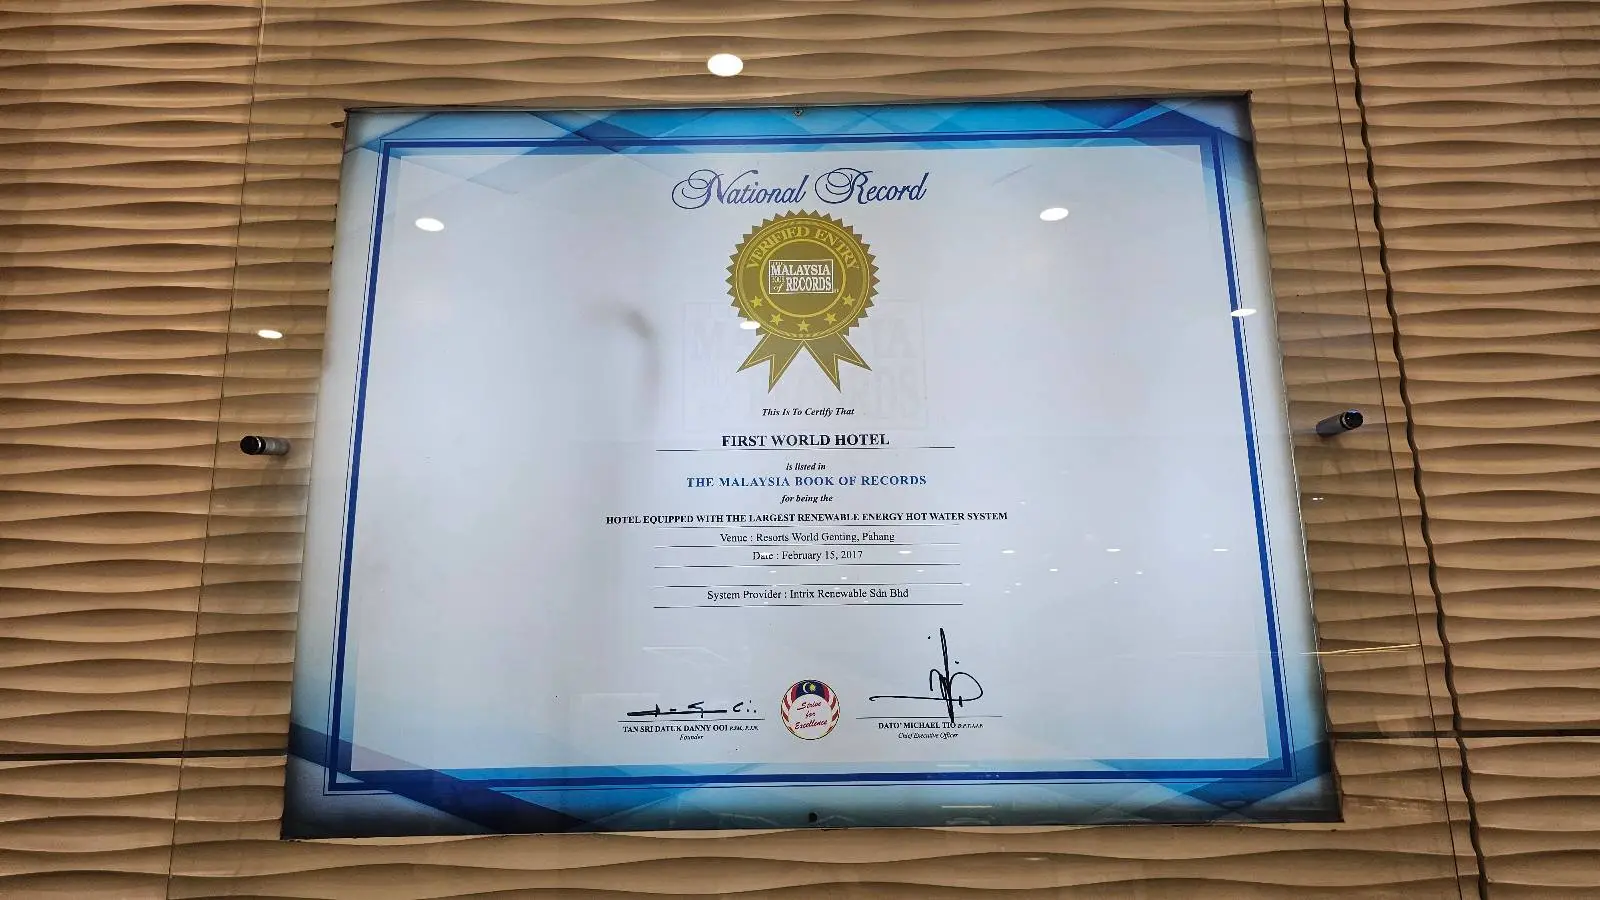 National Record
VERIFIED ENTRY
MALAYSIA
of RECORDS
This Is To Certify That
FIRST WORLD HOTEL
is listed in
THE MALAYSIA BOOK OF RECORDS
for being the
HOTEL EQUIPPED WITH THE LARGEST RENEWABLE ENERGY HOT WATER SYSTEM
Venue : Resorts World Genting, Pahang
Date : February 15, 2017
System Provider : Intrix Renewable Sdn Bhd
Strive
for
Excellence
TAN SRI DATUK DANNY OOI
Founder
DATO' MICHAEL TIO
Chief Executive Officer